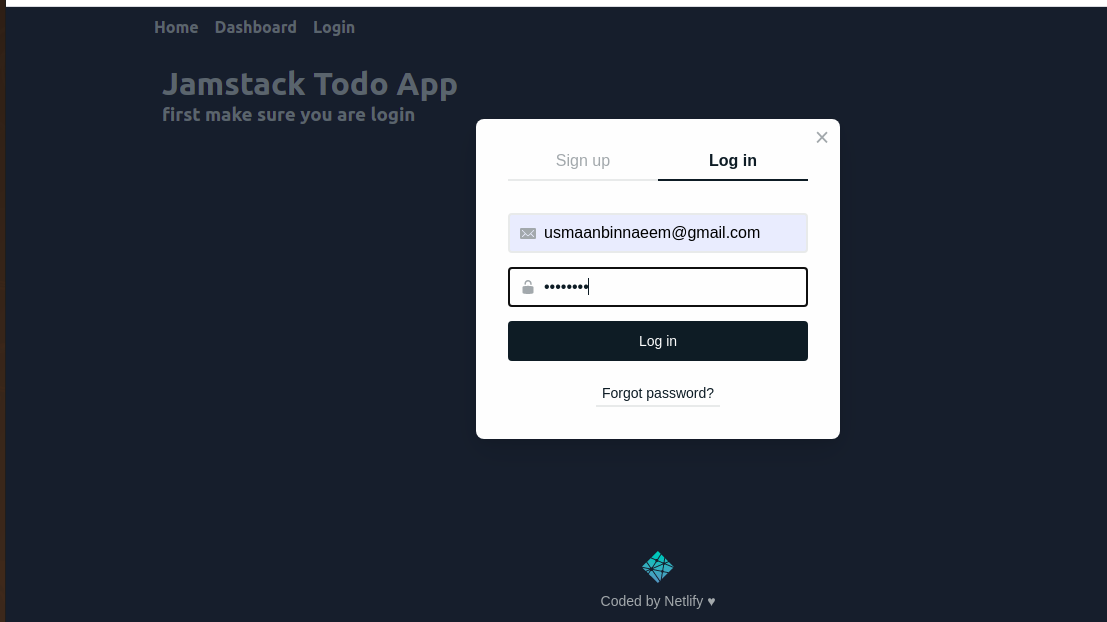 Home Dashboard Login
Jamstack Todo App
first make sure you are login
×
Sign up Log in
usmaanbinnaeem@gmail.com
••••••••
Log in
Forgot password?
Coded by Netlify ♥